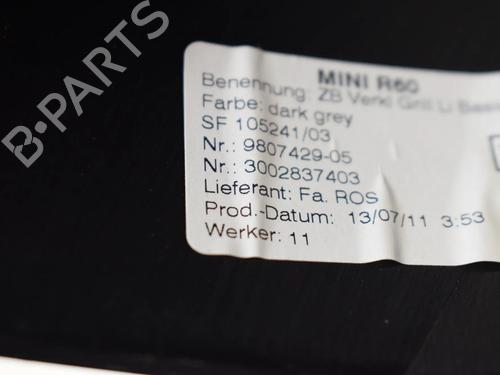 B-PARTS
MINI R60
Benennung: ZB Verkl Grill Li Bas
Farbe: dark grey
SF 105241/03
Nr.: 9807429-05
Nr.: 3002837403
Lieferant: Fa. ROS
Prod.-Datum: 13/07/11 3:53
Werker: 11